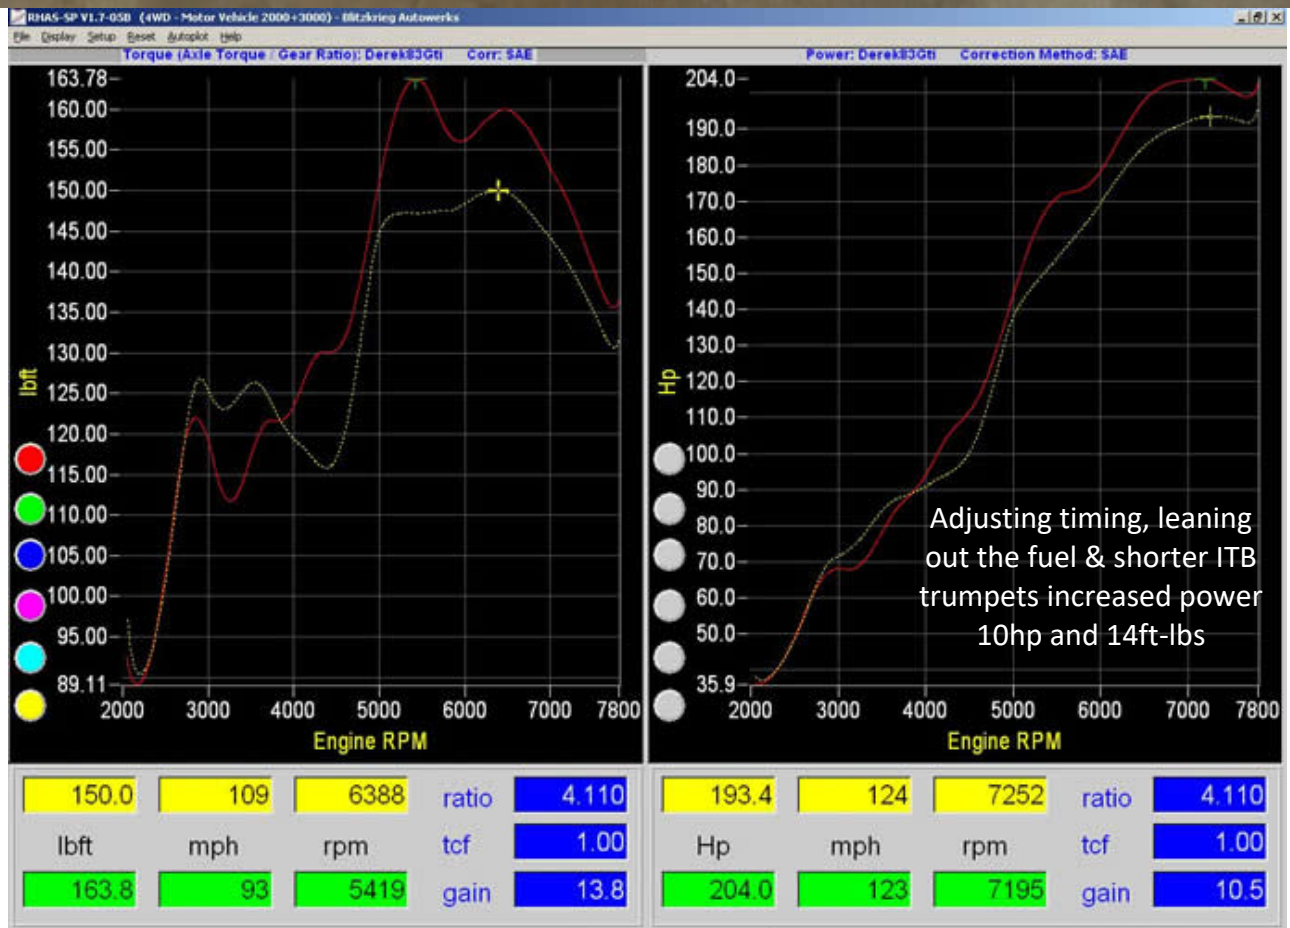 RHAS-SP V1.7-05B (4WD - Motor Vehicle 2000+3000) - Blitzkrieg Autowerks
File Display Setup Reset Autoplot Help
Torque (Axle Torque / Gear Ratio): Derek83Gti Corr: SAE
163.78
160.00
155.00
150.00
145.00
140.00
135.00
130.00
125.00
120.00
115.00
110.00
105.00
100.00
95.00
89.11
lbft
2000 3000 4000 5000 6000 7000 7800
Engine RPM
Power: Derek83Gti Correction Method: SAE
204.0
190.0
180.0
170.0
160.0
150.0
140.0
130.0
120.0
110.0
100.0
90.0
80.0
70.0
60.0
50.0
35.9
Hp
Adjusting timing, leaning
out the fuel & shorter ITB
trumpets increased power
10hp and 14ft-lbs
2000 3000 4000 5000 6000 7000 7800
Engine RPM
150.0 109 6388 ratio 4.110
lbft mph rpm tcf 1.00
163.8 93 5419 gain 13.8
193.4 124 7252 ratio 4.110
Hp mph rpm tcf 1.00
204.0 123 7195 gain 10.5